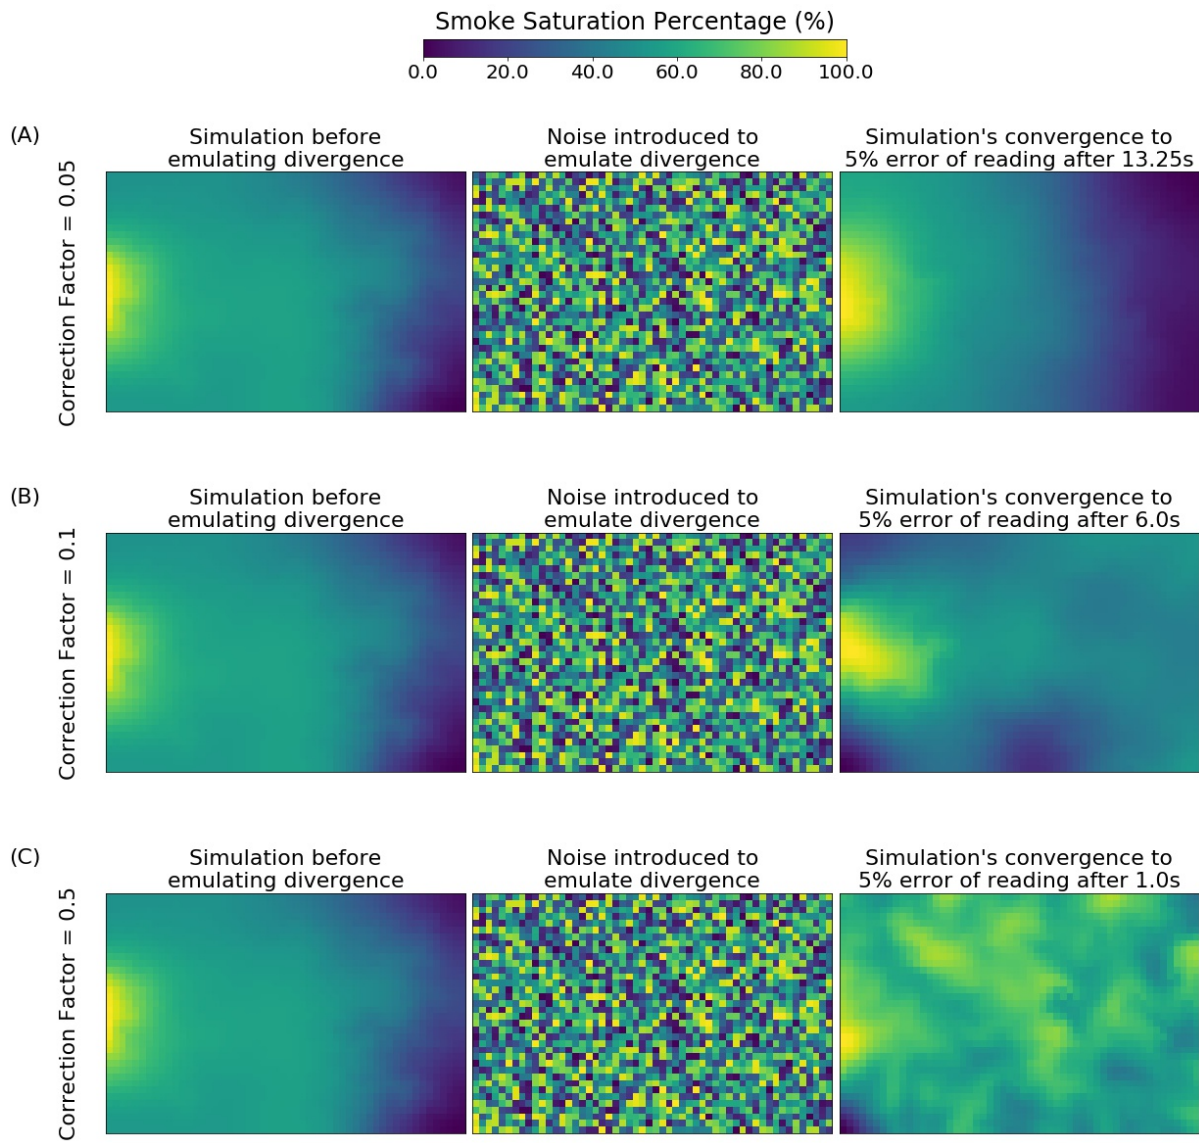 Smoke Saturation Percentage (%)
0.0 20.0 40.0 60.0 80.0 100.0
(A)
Correction Factor = 0.05
Simulation before
emulating divergence
Noise introduced to
emulate divergence
Simulation's convergence to
5% error of reading after 13.25s
(B)
Correction Factor = 0.1
Simulation before
emulating divergence
Noise introduced to
emulate divergence
Simulation's convergence to
5% error of reading after 6.0s
(C)
Correction Factor = 0.5
Simulation before
emulating divergence
Noise introduced to
emulate divergence
Simulation's convergence to
5% error of reading after 1.0s